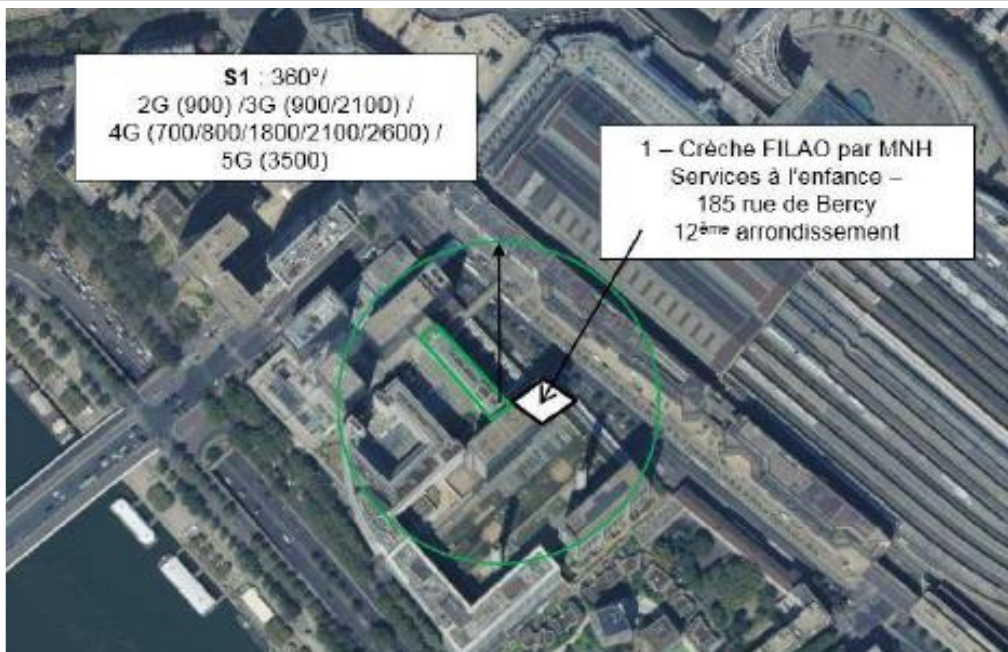 S1 : 360°/
2G (900) /3G (900/2100) /
4G (700/800/1800/2100/2600) /
5G (3500)
1 – Crèche FILAO par MNH
Services à l'enfance –
185 rue de Bercy
12ème arrondissement